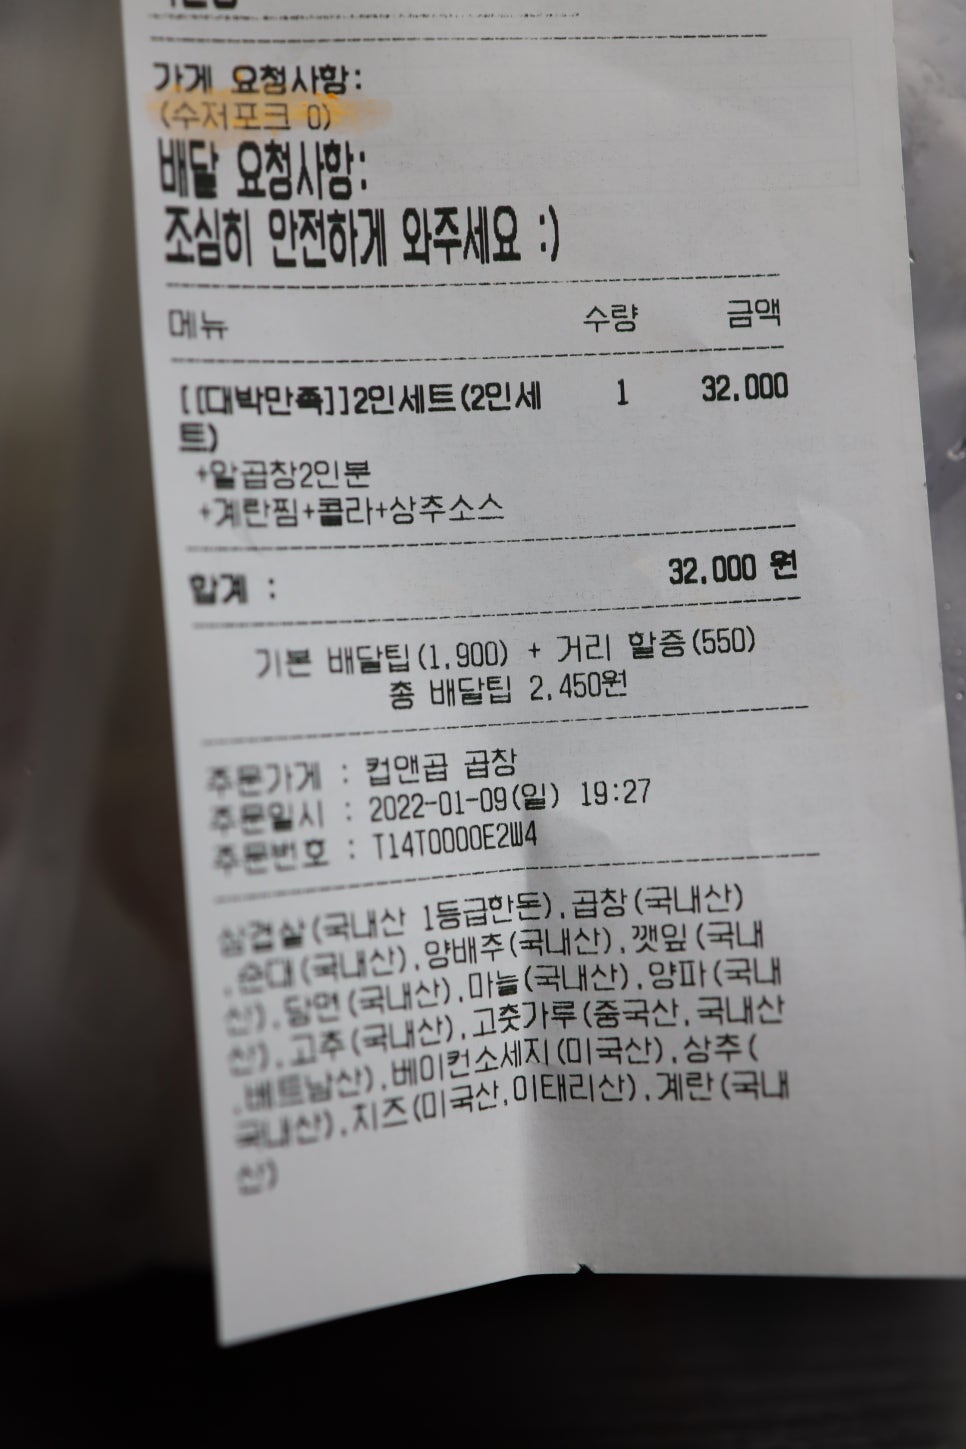 가게 요청사항:
(수저포크 O)
배달 요청사항:
조심히 안전하게 와주세요 :)
메뉴 수량 금액
[[대박만족]]2인세트(2인세 1 32,000
트)
+알곱창2인분
+계란찜+콜라+상추소스
합계 : 32,000 원
기본 배달팁(1,900) + 거리 할증(550)
총 배달팁 2,450원
주문가게 : 컵앤곱 곱창
주문일시 : 2022-01-09(일) 19:27
주문번호 : T14T0000E2W4
삼겹살(국내산 1등급한돈),곱창(국내산)
,순대(국내산),양배추(국내산),깻잎(국내
산),당면(국내산),마늘(국내산),양파(국내
산),고추(국내산),고춧가루(중국산,국내산
,베트남산),베이컨소세지(미국산),상추(
국내산),치즈(미국산,이태리산),계란(국내
산)